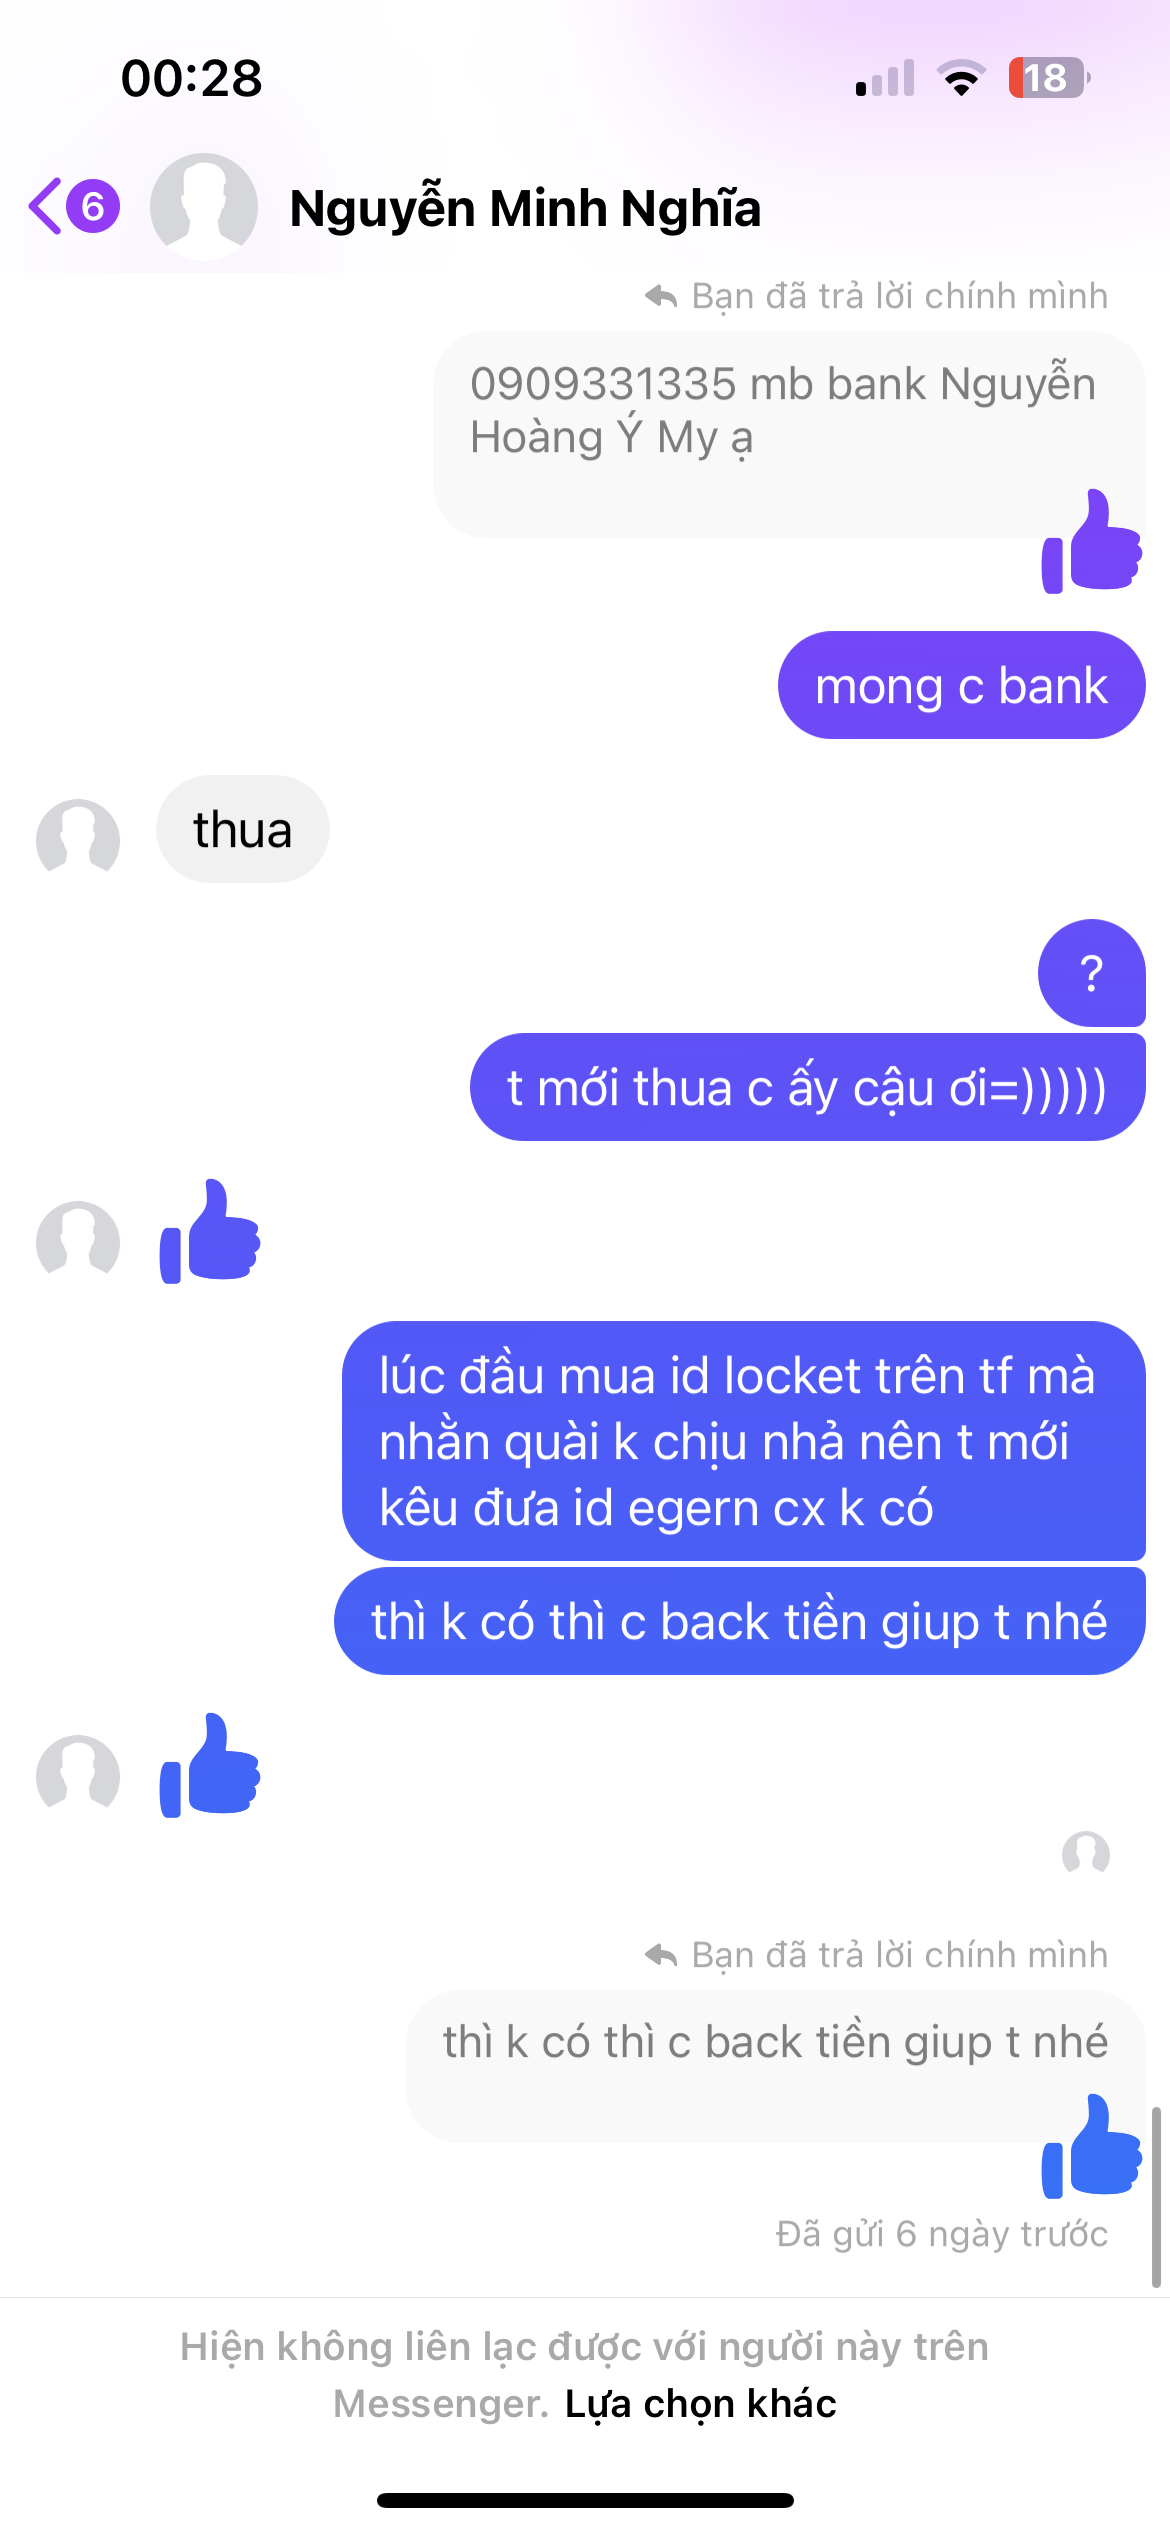 00:28
18
6
Nguyễn Minh Nghĩa
Bạn đã trả lời chính mình
0909331335 mb bank Nguyễn
Hoàng Ý My ạ
mong c bank
thua
?
t mới thua c ấy cậu ơi=)))))
lúc đầu mua id locket trên tf mà
nhằn quài k chịu nhả nên t mới
kêu đưa id egern cx k có
thì k có thì c back tiền giup t nhé
Bạn đã trả lời chính mình
thì k có thì c back tiền giup t nhé
Đã gửi 6 ngày trước
Hiện không liên lạc được với người này trên
Messenger. Lựa chọn khác